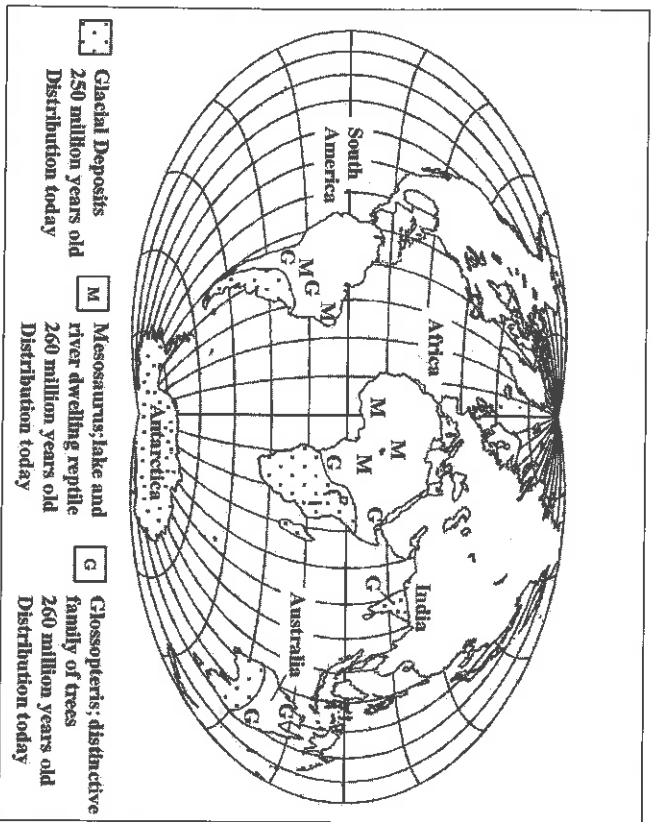 South
America
Africa
India
Australia
Antarctica
M
G
M
G
M
M
M
M
G
G
G
G
G
Glacial Deposits
250 million years old
Distribution today
M
Mesosaurus; lake and
river dwelling reptile
260 million years old
Distribution today
G
Glossopteris; distinctive
family of trees
260 million years old
Distribution today